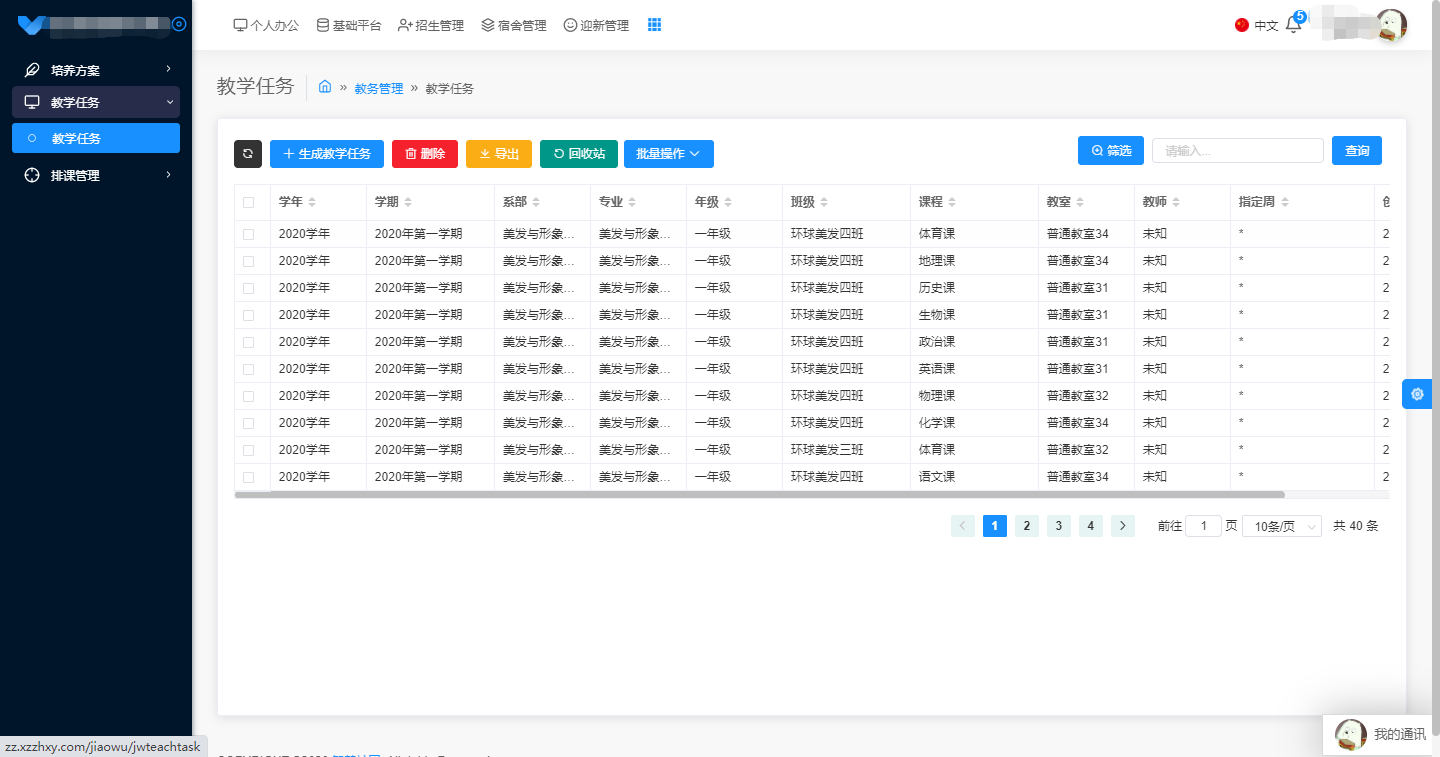 个人办公 基础平台 招生管理 宿舍管理 迎新管理 中文 5
培养方案
教学任务
教学任务
排课管理
教学任务 » 教务管理 » 教学任务
生成教学任务 删除 导出 回收站 批量操作 筛选 请输入... 查询
学年 学期 系部 专业 年级 班级 课程 教室 教师 指定周
2020学年 2020年第一学期 美发与形象... 美发与形象... 一年级 环球美发四班 体育课 普通教室34 未知 * 2
2020学年 2020年第一学期 美发与形象... 美发与形象... 一年级 环球美发四班 地理课 普通教室34 未知 * 2
2020学年 2020年第一学期 美发与形象... 美发与形象... 一年级 环球美发四班 历史课 普通教室31 未知 * 2
2020学年 2020年第一学期 美发与形象... 美发与形象... 一年级 环球美发四班 生物课 普通教室31 未知 * 2
2020学年 2020年第一学期 美发与形象... 美发与形象... 一年级 环球美发四班 政治课 普通教室31 未知 * 2
2020学年 2020年第一学期 美发与形象... 美发与形象... 一年级 环球美发四班 英语课 普通教室31 未知 * 2
2020学年 2020年第一学期 美发与形象... 美发与形象... 一年级 环球美发四班 物理课 普通教室32 未知 * 2
2020学年 2020年第一学期 美发与形象... 美发与形象... 一年级 环球美发四班 化学课 普通教室34 未知 * 2
2020学年 2020年第一学期 美发与形象... 美发与形象... 一年级 环球美发三班 体育课 普通教室32 未知 * 2
2020学年 2020年第一学期 美发与形象... 美发与形象... 一年级 环球美发四班 语文课 普通教室34 未知 * 2
1 2 3 4 前往 1 页 10条/页 共 40 条
我的通讯
zz.xzzhxy.com/jiaowu/jwteachtask